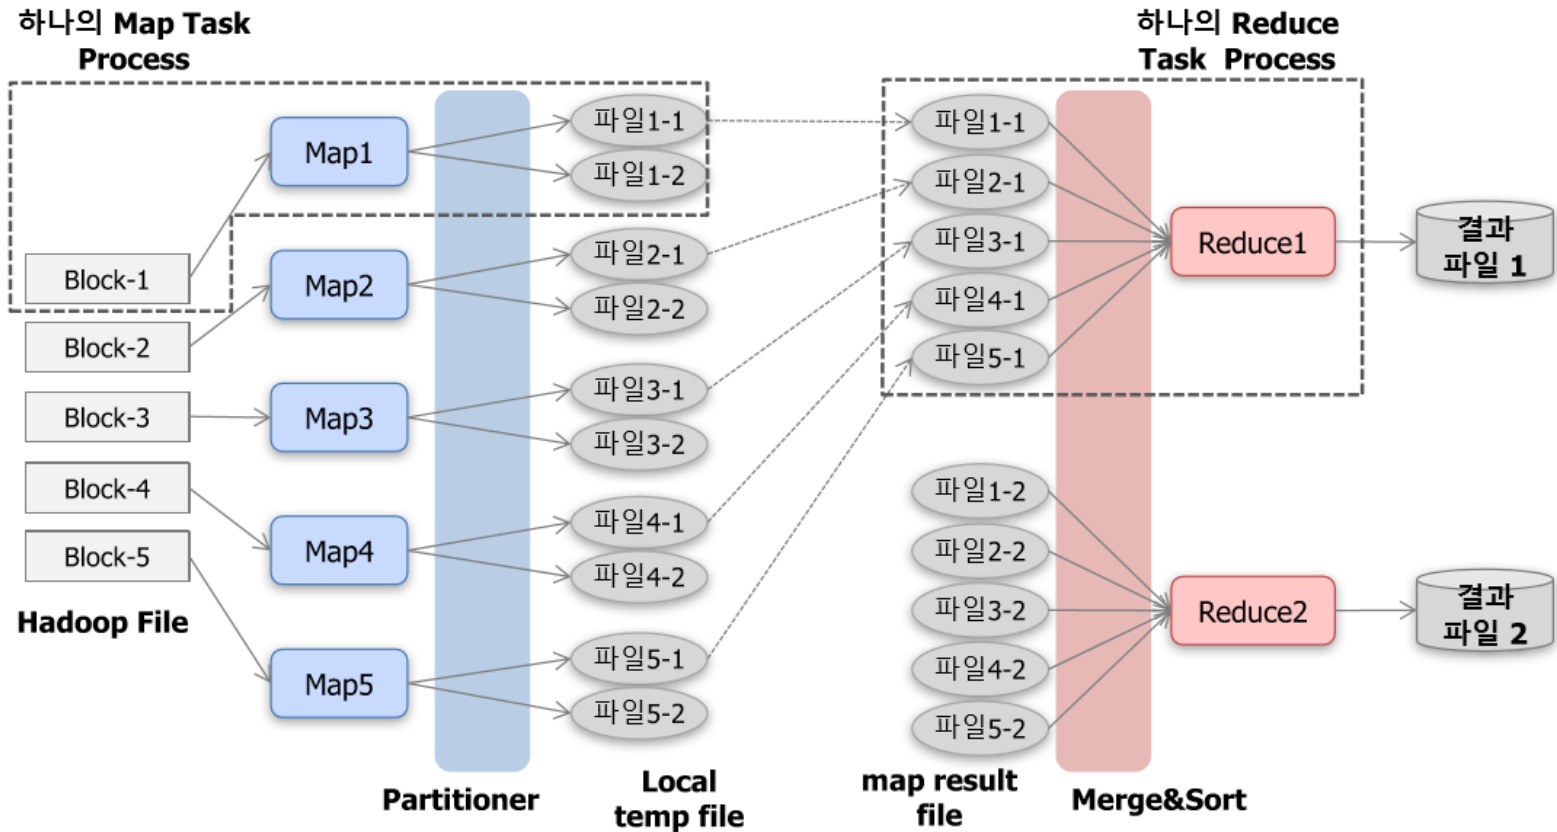 하나의 Map Task
Process
하나의 Reduce
Task Process
Block-1
Block-2
Block-3
Block-4
Block-5
Hadoop File
Map1
Map2
Map3
Map4
Map5
Partitioner
파일1-1
파일1-2
파일2-1
파일2-2
파일3-1
파일3-2
파일4-1
파일4-2
파일5-1
파일5-2
Local
temp file
파일1-1
파일2-1
파일3-1
파일4-1
파일5-1
파일1-2
파일2-2
파일3-2
파일4-2
파일5-2
map result
file
Merge&Sort
Reduce1
Reduce2
결과
파일 1
결과
파일 2